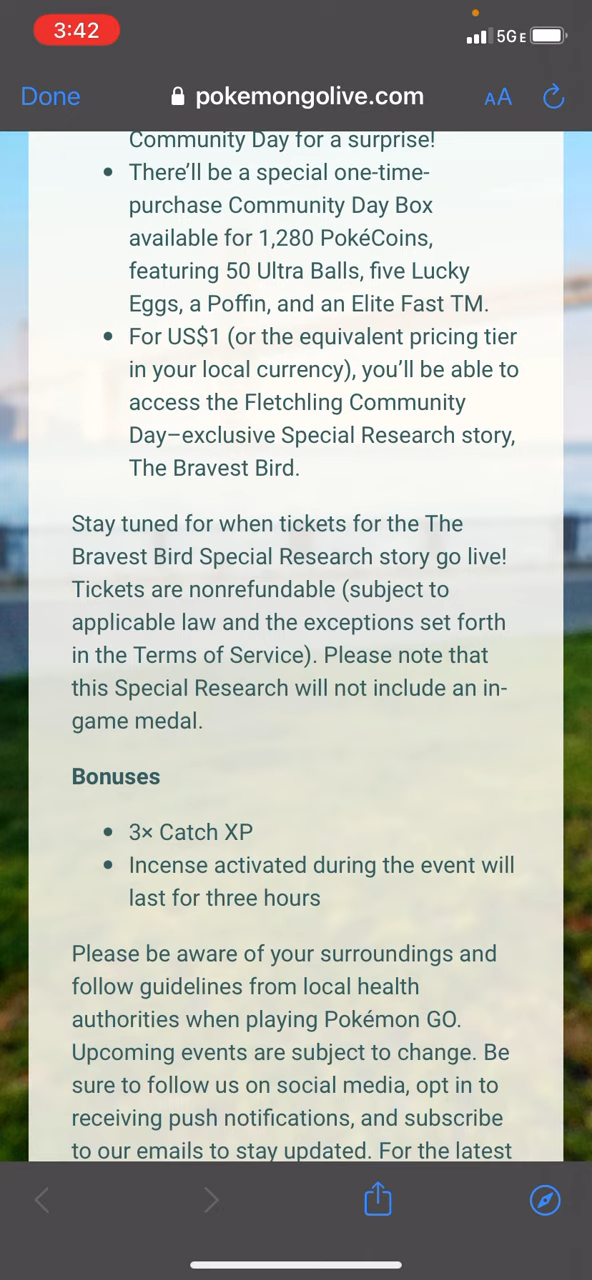 3:42
5GE
Done
pokemongolive.com
AA
Community Day for a surprise!
• There’ll be a special one-time-
purchase Community Day Box
available for 1,280 PokéCoins,
featuring 50 Ultra Balls, five Lucky
Eggs, a Poffin, and an Elite Fast TM.
• For US$1 (or the equivalent pricing tier
in your local currency), you’ll be able to
access the Fletchling Community
Day–exclusive Special Research story,
The Bravest Bird.
Stay tuned for when tickets for the The
Bravest Bird Special Research story go live!
Tickets are nonrefundable (subject to
applicable law and the exceptions set forth
in the Terms of Service). Please note that
this Special Research will not include an in-
game medal.
Bonuses
• 3× Catch XP
• Incense activated during the event will
last for three hours
Please be aware of your surroundings and
follow guidelines from local health
authorities when playing Pokémon GO.
Upcoming events are subject to change. Be
sure to follow us on social media, opt in to
receiving push notifications, and subscribe
to our emails to stay updated. For the latest